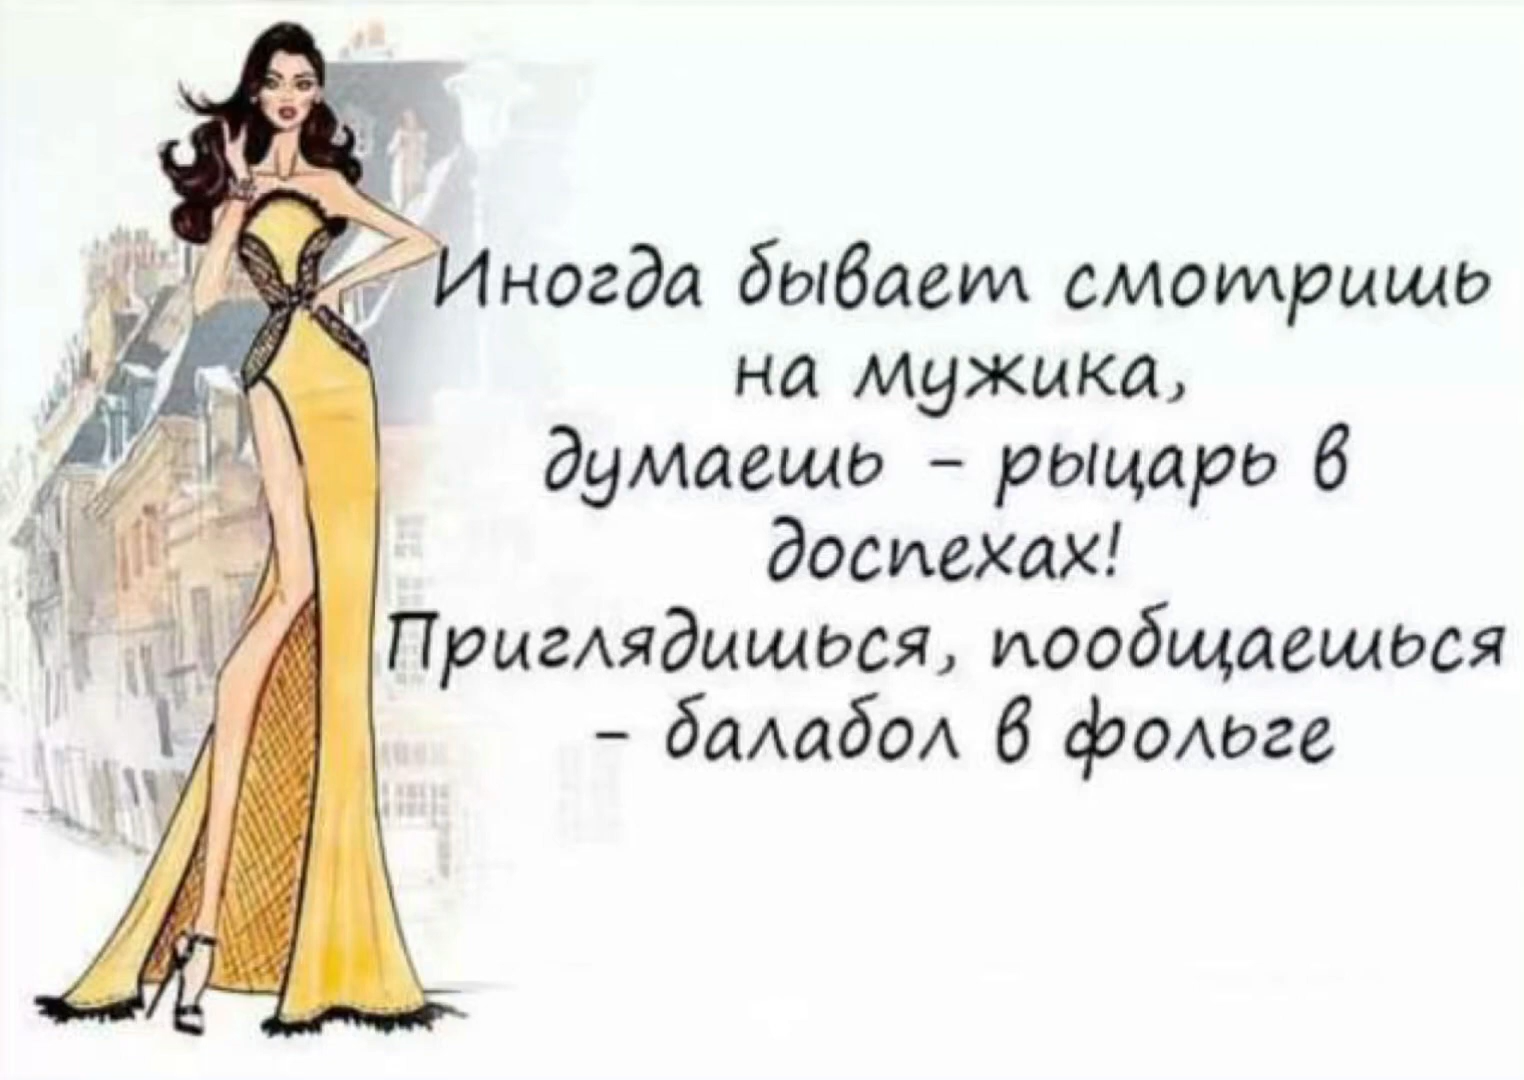 Иногда бывает смотришь
на мужика,
думаешь - рыцарь в
доспехах!
Приглядишься, пообщаешься
- балабол в фольге